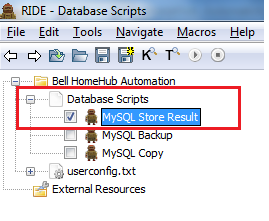 RIDE - Database Scripts
File Edit Tools Navigate Macros He
Bell HomeHub Automation
Database Scripts
MySQL Store Result
MySQL Backup
MySQL Copy
userconfig.txt
External Resources